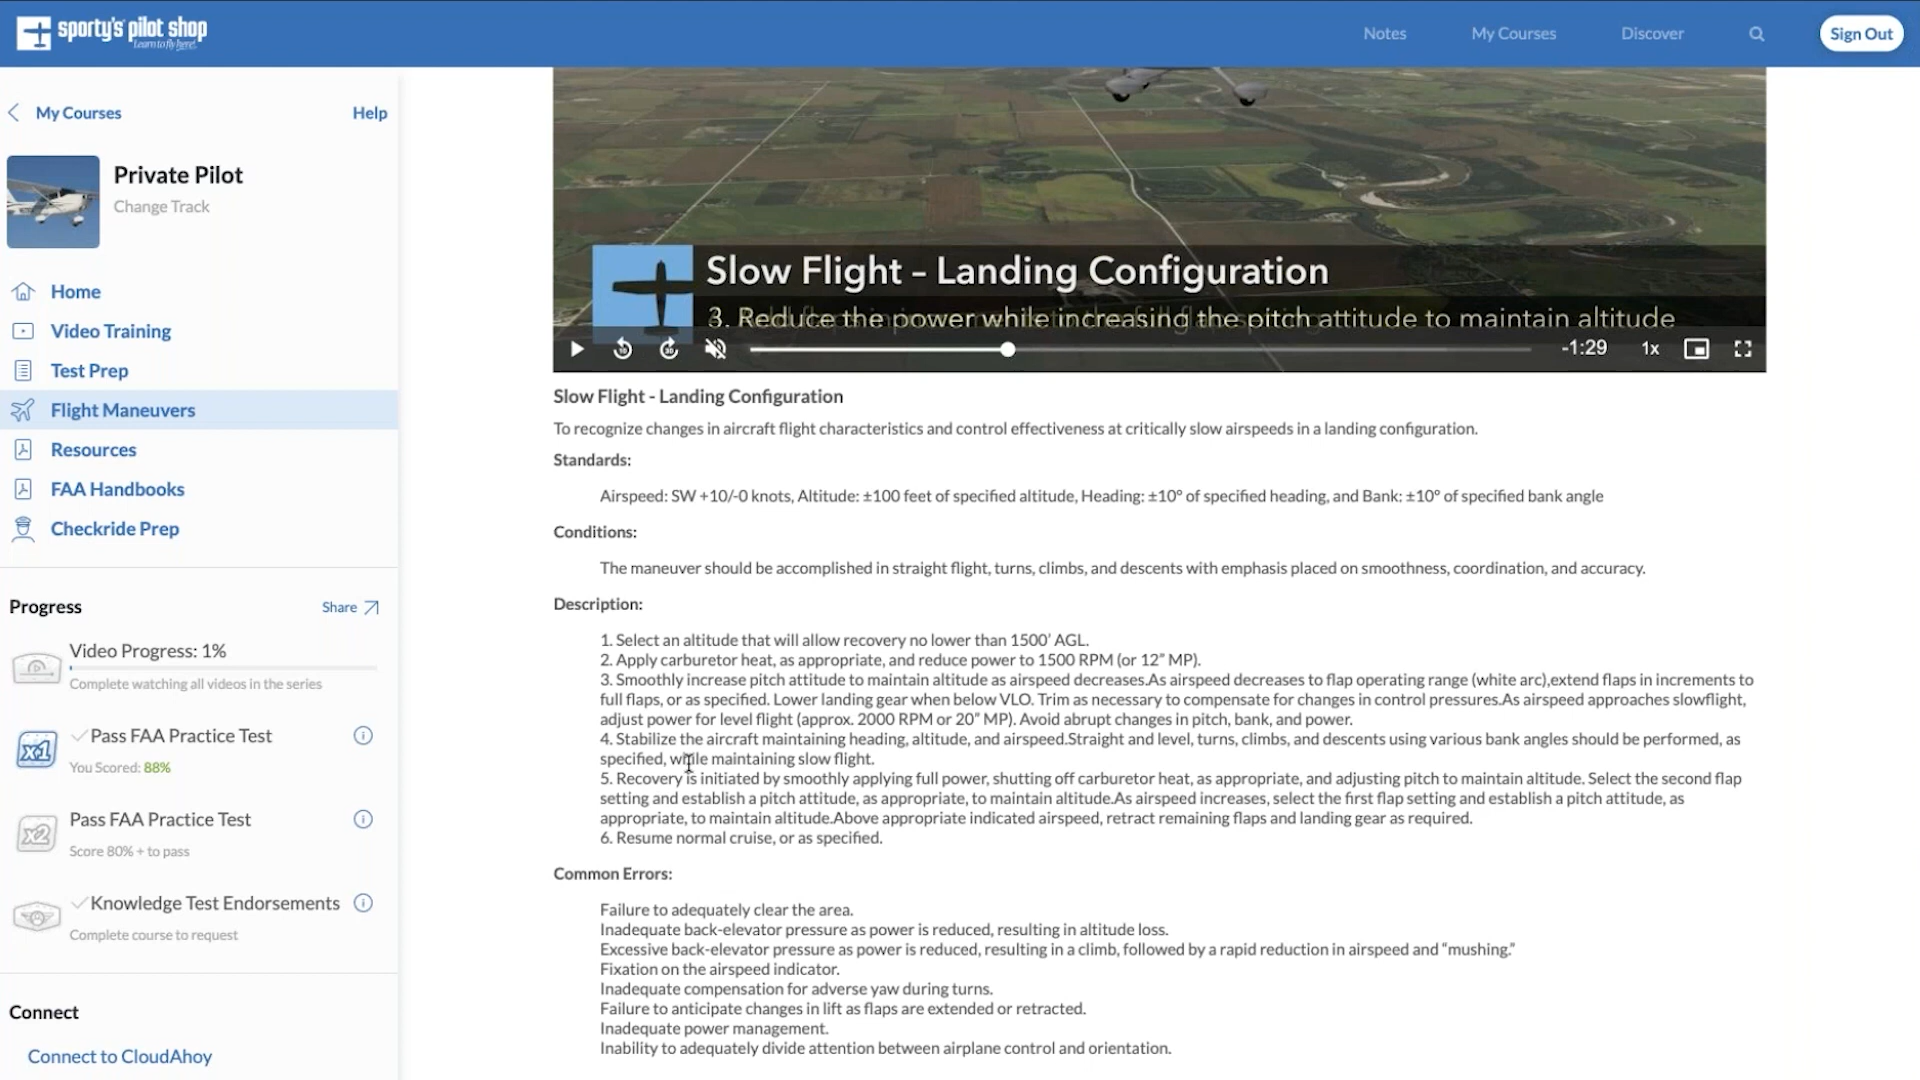 sporty's pilot shop
Learn to fly here!
Notes
My Courses
Discover
Sign Out
My Courses
Help
Private Pilot
Change Track
Home
Video Training
Test Prep
Flight Maneuvers
Resources
FAA Handbooks
Checkride Prep
Progress
Share
Video Progress: 1%
Complete watching all videos in the series
x1
Pass FAA Practice Test
You Scored: 88%
x2
Pass FAA Practice Test
Score 80% + to pass
Knowledge Test Endorsements
Complete course to request
Connect
Connect to CloudAhoy
Slow Flight – Landing Configuration
3. Reduce the power while increasing the pitch attitude to maintain altitude
10
30
-1:29
1x
Slow Flight - Landing Configuration
To recognize changes in aircraft flight characteristics and control effectiveness at critically slow airspeeds in a landing configuration.
Standards:
Airspeed: SW +10/-0 knots, Altitude: ±100 feet of specified altitude, Heading: ±10° of specified heading, and Bank: ±10° of specified bank angle
Conditions:
The maneuver should be accomplished in straight flight, turns, climbs, and descents with emphasis placed on smoothness, coordination, and accuracy.
Description:
1. Select an altitude that will allow recovery no lower than 1500' AGL.
2. Apply carburetor heat, as appropriate, and reduce power to 1500 RPM (or 12” MP).
3. Smoothly increase pitch attitude to maintain altitude as airspeed decreases.As airspeed decreases to flap operating range (white arc),extend flaps in increments to
full flaps, or as specified. Lower landing gear when below VLO. Trim as necessary to compensate for changes in control pressures.As airspeed approaches slowflight,
adjust power for level flight (approx. 2000 RPM or 20” MP). Avoid abrupt changes in pitch, bank, and power.
4. Stabilize the aircraft maintaining heading, altitude, and airspeed.Straight and level, turns, climbs, and descents using various bank angles should be performed, as
specified, while maintaining slow flight.
5. Recovery is initiated by smoothly applying full power, shutting off carburetor heat, as appropriate, and adjusting pitch to maintain altitude. Select the second flap
setting and establish a pitch attitude, as appropriate, to maintain altitude.As airspeed increases, select the first flap setting and establish a pitch attitude, as
appropriate, to maintain altitude.Above appropriate indicated airspeed, retract remaining flaps and landing gear as required.
6. Resume normal cruise, or as specified.
Common Errors:
Failure to adequately clear the area.
Inadequate back-elevator pressure as power is reduced, resulting in altitude loss.
Excessive back-elevator pressure as power is reduced, resulting in a climb, followed by a rapid reduction in airspeed and “mushing.”
Fixation on the airspeed indicator.
Inadequate compensation for adverse yaw during turns.
Failure to anticipate changes in lift as flaps are extended or retracted.
Inadequate power management.
Inability to adequately divide attention between airplane control and orientation.